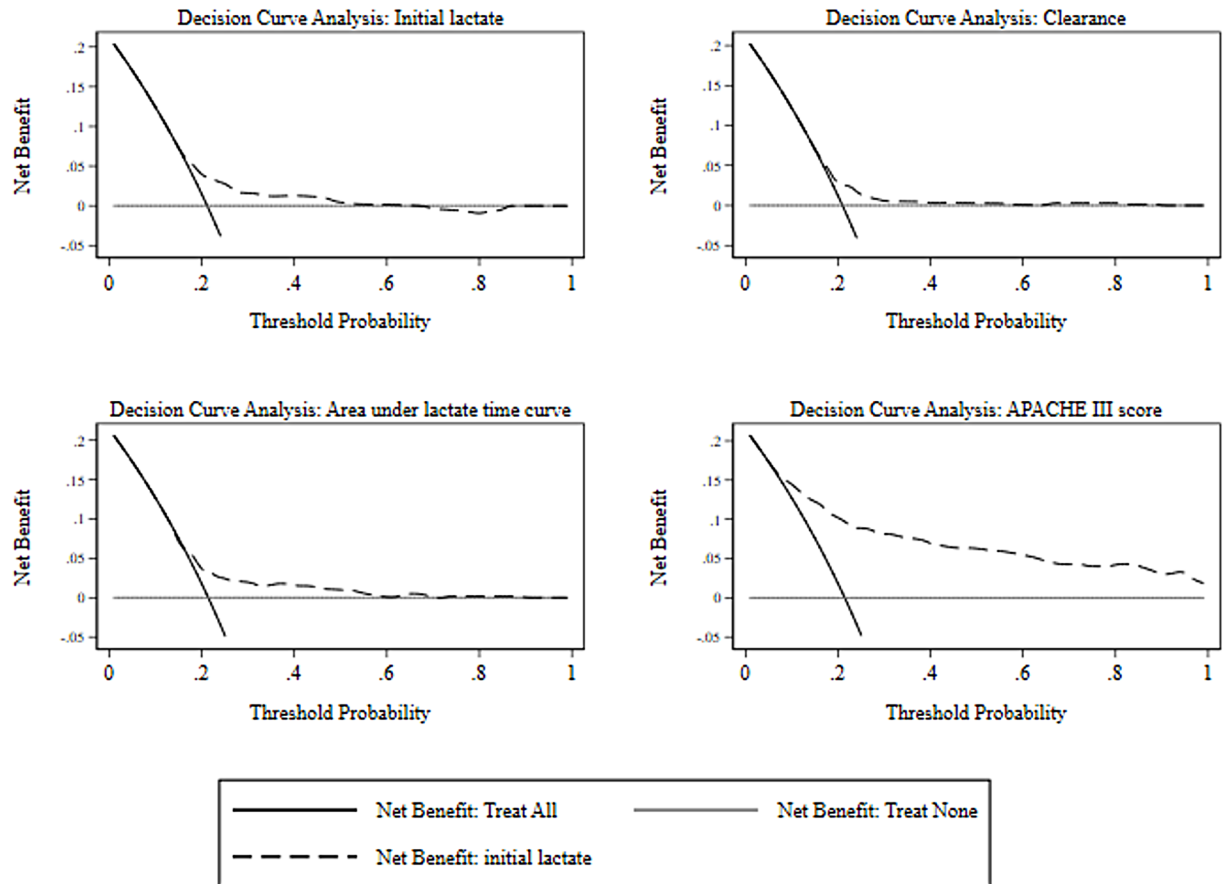 Decision Curve Analysis: Initial lactate
Net Benefit
.2
.15
.1
.05
0
-.05
0 .2 .4 .6 .8 1
Threshold Probability
Decision Curve Analysis: Clearance
Net Benefit
.2
.15
.1
.05
0
-.05
0 .2 .4 .6 .8 1
Threshold Probability
Decision Curve Analysis: Area under lactate time curve
Net Benefit
.2
.15
.1
.05
0
-.05
0 .2 .4 .6 .8 1
Threshold Probability
Decision Curve Analysis: APACHE III score
Net Benefit
.2
.15
.1
.05
0
-.05
0 .2 .4 .6 .8 1
Threshold Probability
Net Benefit: Treat All
Net Benefit: Treat None
Net Benefit: initial lactate